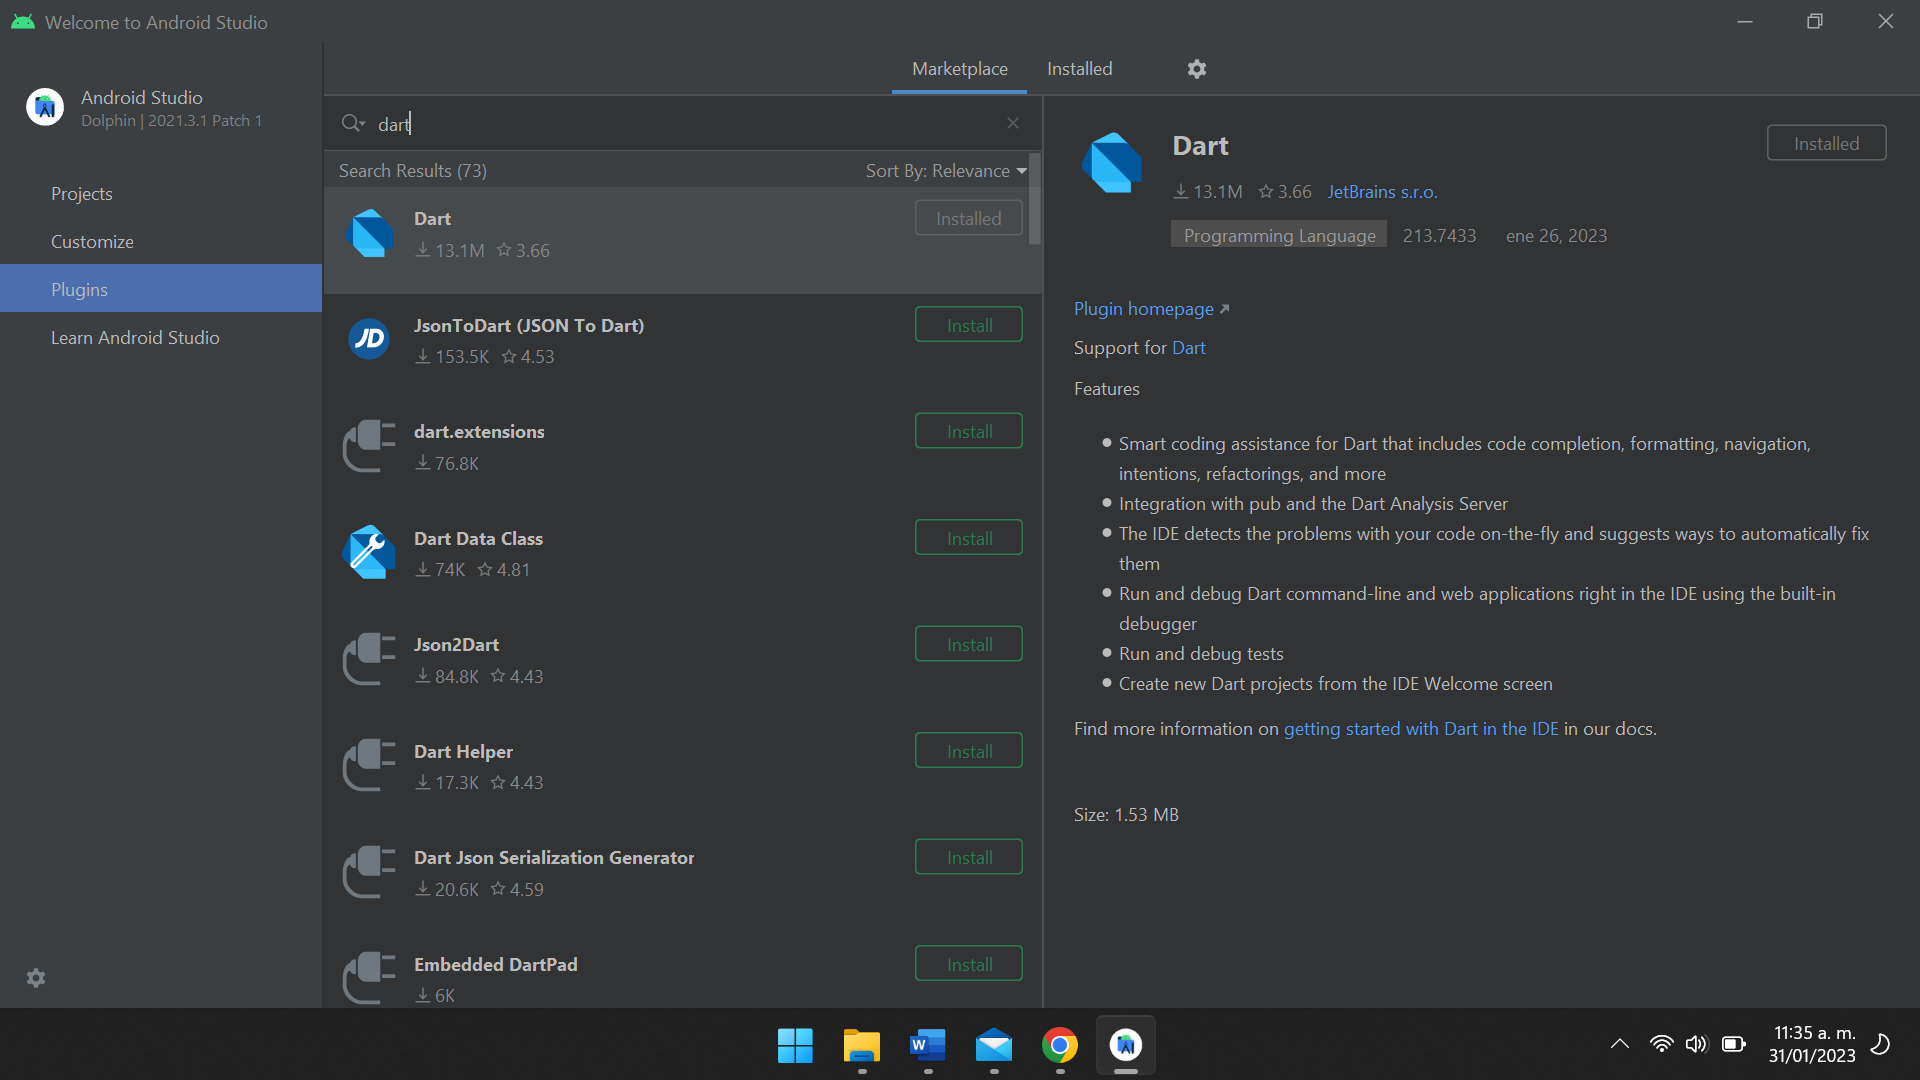 Welcome to Android Studio
Android Studio
Dolphin | 2021.3.1 Patch 1
Projects
Customize
Plugins
Learn Android Studio
Marketplace
Installed
dart
Search Results (73)
Sort By: Relevance
Dart
Installed
13.1M
3.66
JsonToDart (JSON To Dart)
Install
153.5K
4.53
dart.extensions
Install
76.8K
Dart Data Class
Install
74K
4.81
Json2Dart
Install
84.8K
4.43
Dart Helper
Install
17.3K
4.43
Dart Json Serialization Generator
Install
20.6K
4.59
Embedded DartPad
Install
6K
Dart
Installed
13.1M
3.66
JetBrains s.r.o.
Programming Language
213.7433
ene 26, 2023
Plugin homepage
Support for Dart
Features
Smart coding assistance for Dart that includes code completion, formatting, navigation,
intentions, refactorings, and more
Integration with pub and the Dart Analysis Server
The IDE detects the problems with your code on-the-fly and suggests ways to automatically fix
them
Run and debug Dart command-line and web applications right in the IDE using the built-in
debugger
Run and debug tests
Create new Dart projects from the IDE Welcome screen
Find more information on getting started with Dart in the IDE in our docs.
Size: 1.53 MB
11:35 a. m.
31/01/2023